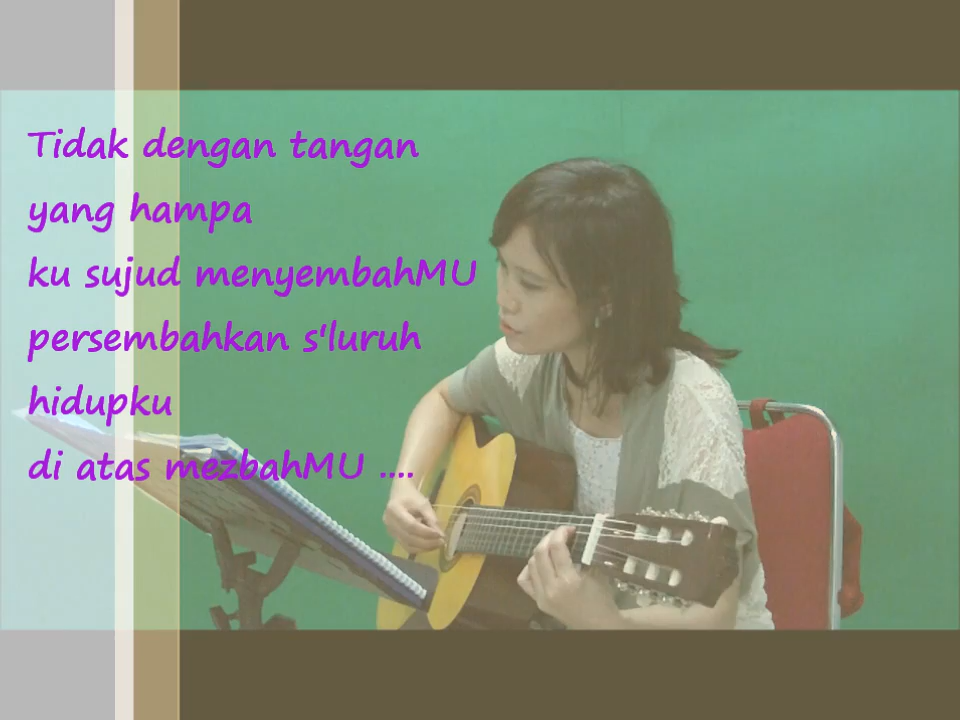 Tidak dengan tangan
yang hampa
ku sujud menyembahMU
persembahkan s'luruh
hidupku
di atas mezbahMU ....